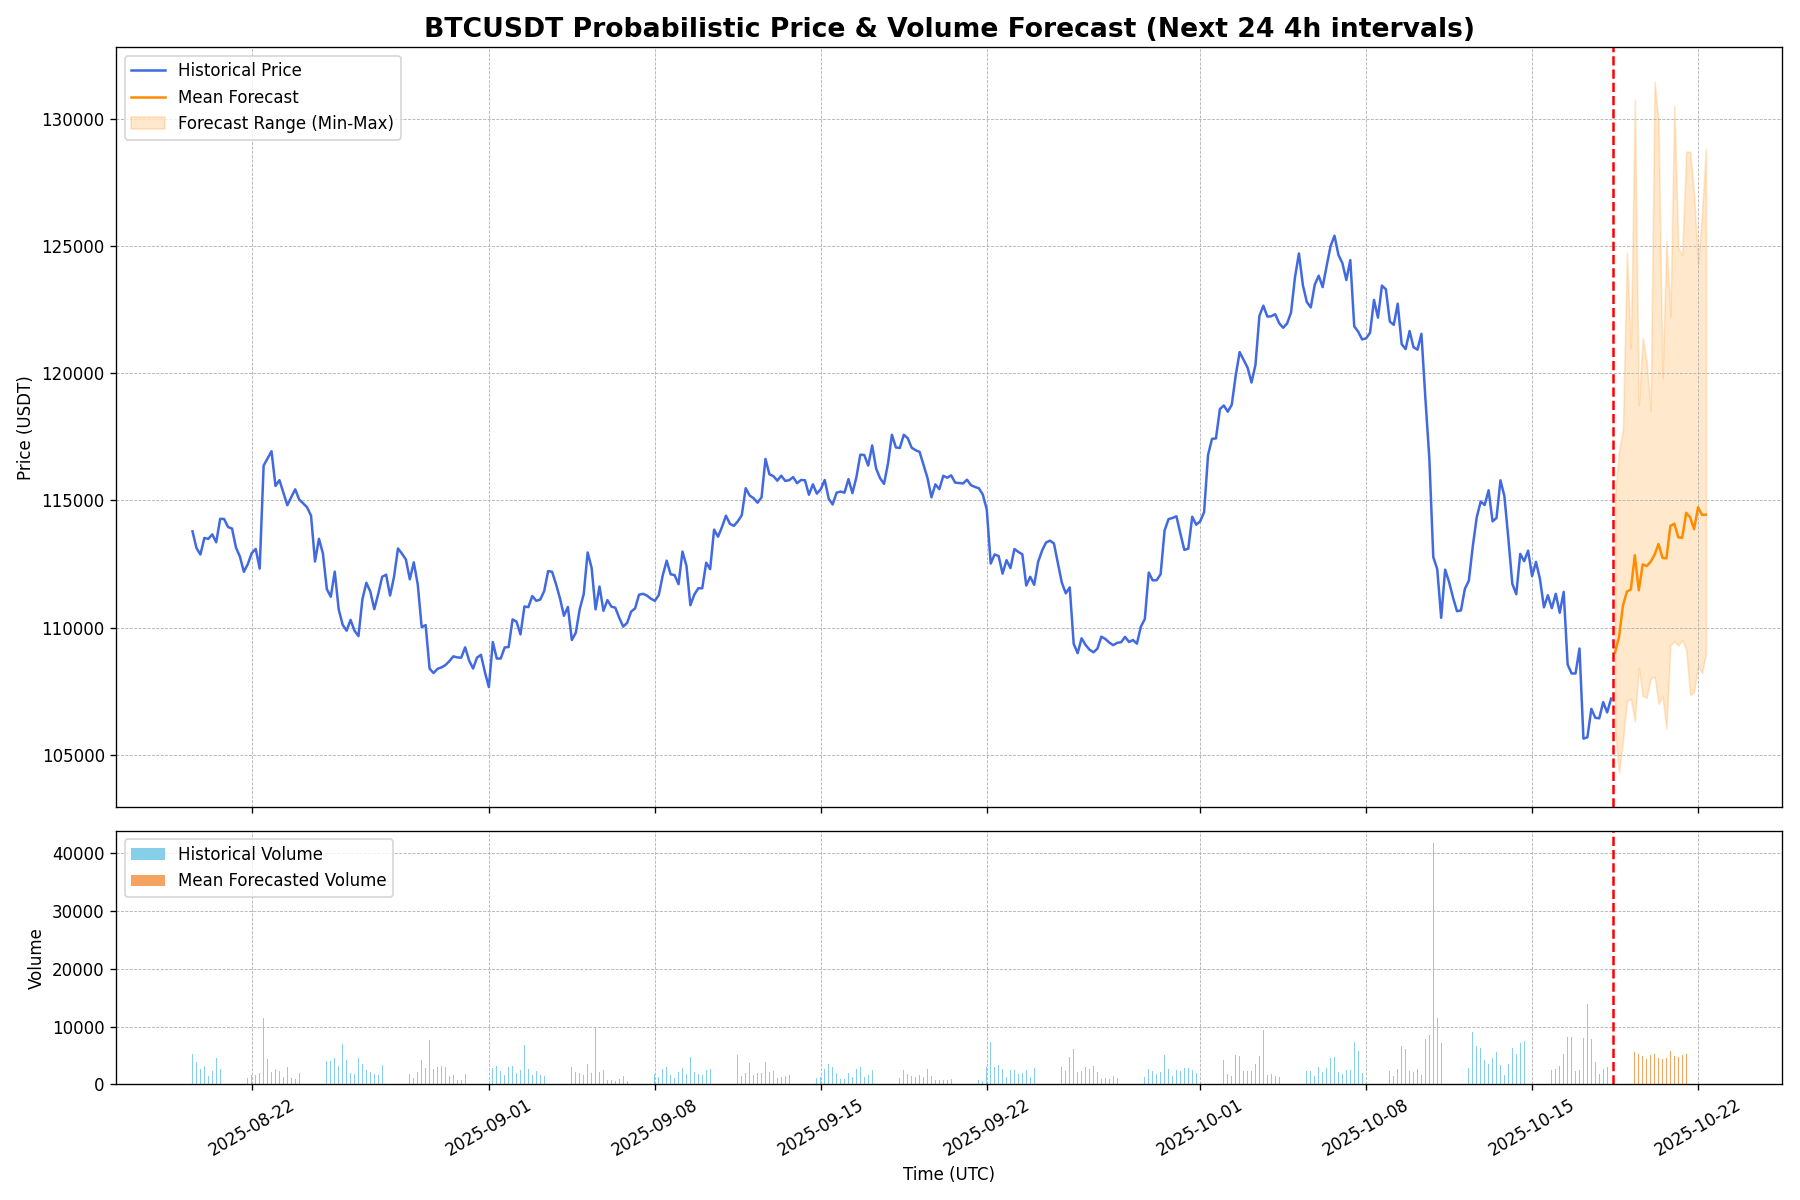 BTCUSDT Probabilistic Price & Volume Forecast (Next 24 4h intervals)
Historical Price
Mean Forecast
Forecast Range (Min-Max)
130000
125000
120000
115000
110000
105000
Price (USDT)
Historical Volume
Mean Forecasted Volume
40000
30000
20000
10000
0
Volume
2025-08-22
2025-09-01
2025-09-08
2025-09-15
2025-09-22
2025-10-01
2025-10-08
2025-10-15
2025-10-22
Time (UTC)